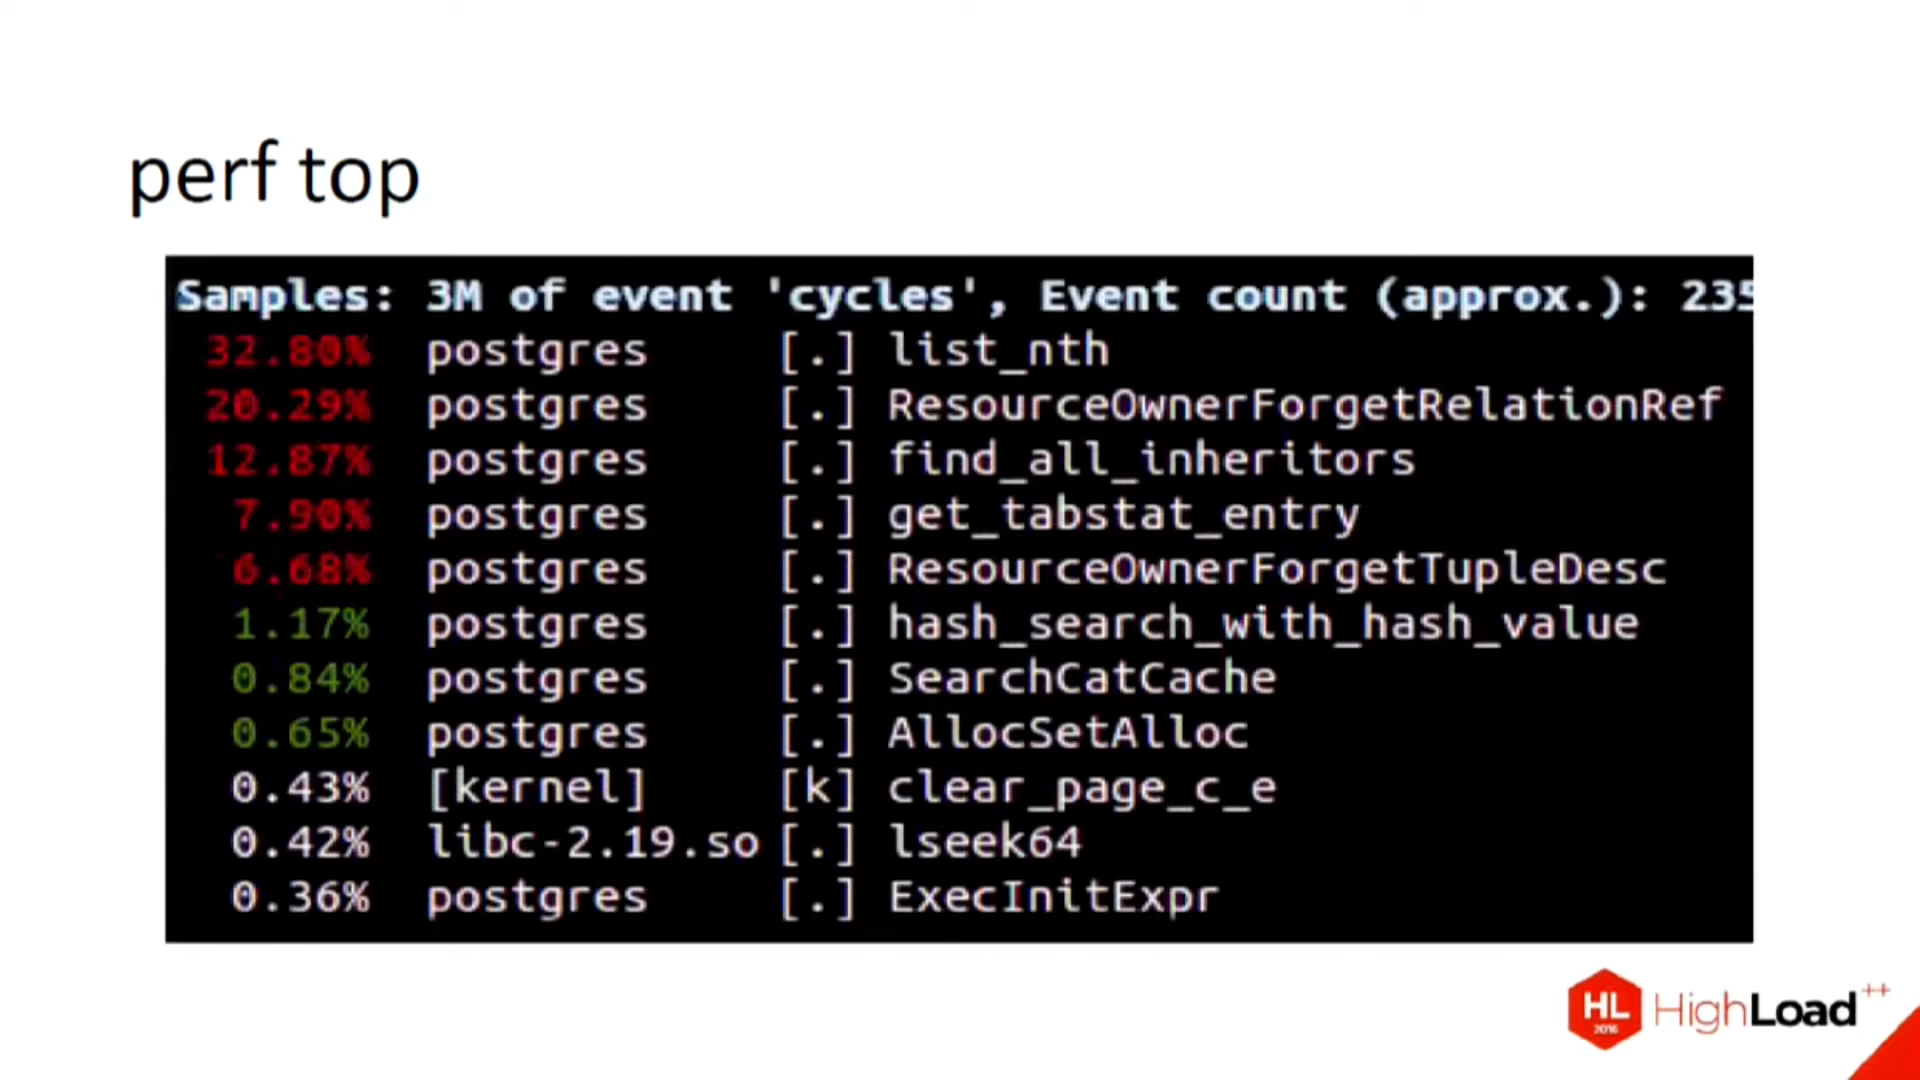 perf top
Samples: 3M of event 'cycles', Event count (approx.): 235
32.80% postgres [.] list_nth
20.29% postgres [.] ResourceOwnerForgetRelationRef
12.87% postgres [.] find_all_inheritors
7.90% postgres [.] get_tabstat_entry
6.68% postgres [.] ResourceOwnerForgetTupleDesc
1.17% postgres [.] hash_search_with_hash_value
0.84% postgres [.] SearchCatCache
0.65% postgres [.] AllocSetAlloc
0.43% [kernel] [k] clear_page_c_e
0.42% libc-2.19.so [.] lseek64
0.36% postgres [.] ExecInitExpr
HL
2016
HighLoad++